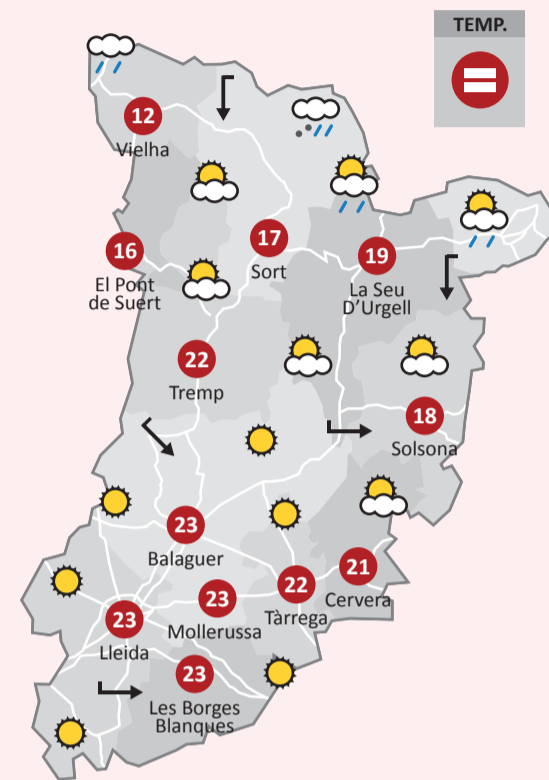 TEMP.
12
Vielha
16
El Pont
de Suert
17
Sort
19
La Seu
D'Urgell
22
Tremp
18
Solsona
23
Balaguer
23
Mollerussa
22
Tàrrega
21
Cervera
23
Lleida
23
Les Borges
Blanques